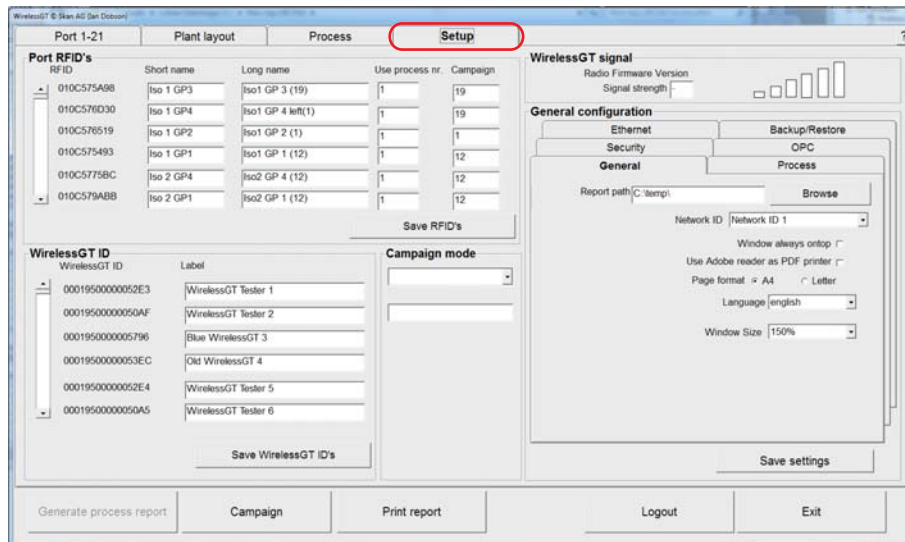 WirelessGT © Skan AG (Ian Dobson)
Port 1-21 Plant layout Process Setup ?
Port RFID's
RFID Short name Long name Use process nr. Campaign
010C575A98 Iso 1 GP3 Iso1 GP 3 (19) 1 19
010C576D30 Iso 1 GP4 Iso1 GP 4 left(1) 1 19
010C576519 Iso 1 GP2 Iso1 GP 2 (1) 1 1
010C575493 Iso 1 GP1 Iso1 GP 1 (12) 1 12
010C5775BC Iso 2 GP4 Iso2 GP 4 (12) 1 12
010C579ABB Iso 2 GP1 Iso2 GP 1 (12) 1 12
Save RFID's
WirelessGT ID
WirelessGT ID Label
00019500000052E3 WirelessGT Tester 1
00019500000050AF WirelessGT Tester 2
0001950000005796 Blue WirelessGT 3
00019500000053EC Old WirelessGT 4
00019500000052E4 WirelessGT Tester 5
00019500000050A5 WirelessGT Tester 6
Save WirelessGT ID's
Campaign mode
WirelessGT signal
Radio Firmware Version
Signal strength -
General configuration
Ethernet Backup/Restore
Security OPC
General Process
Report path C:\temp\ Browse
Network ID Network ID 1
Window always ontop
Use Adobe reader as PDF printer
Page format A4 Letter
Language english
Window Size 150%
Save settings
Generate process report Campaign Print report Logout Exit